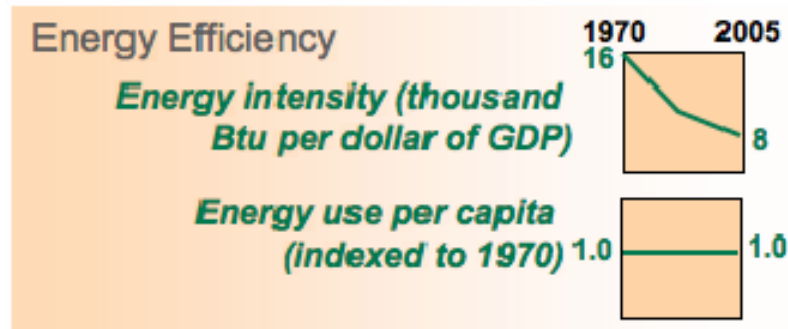 Energy Efficiency
1970 2005
Energy intensity (thousand
Btu per dollar of GDP)
16
8
Energy use per capita
(indexed to 1970)
1.0
1.0